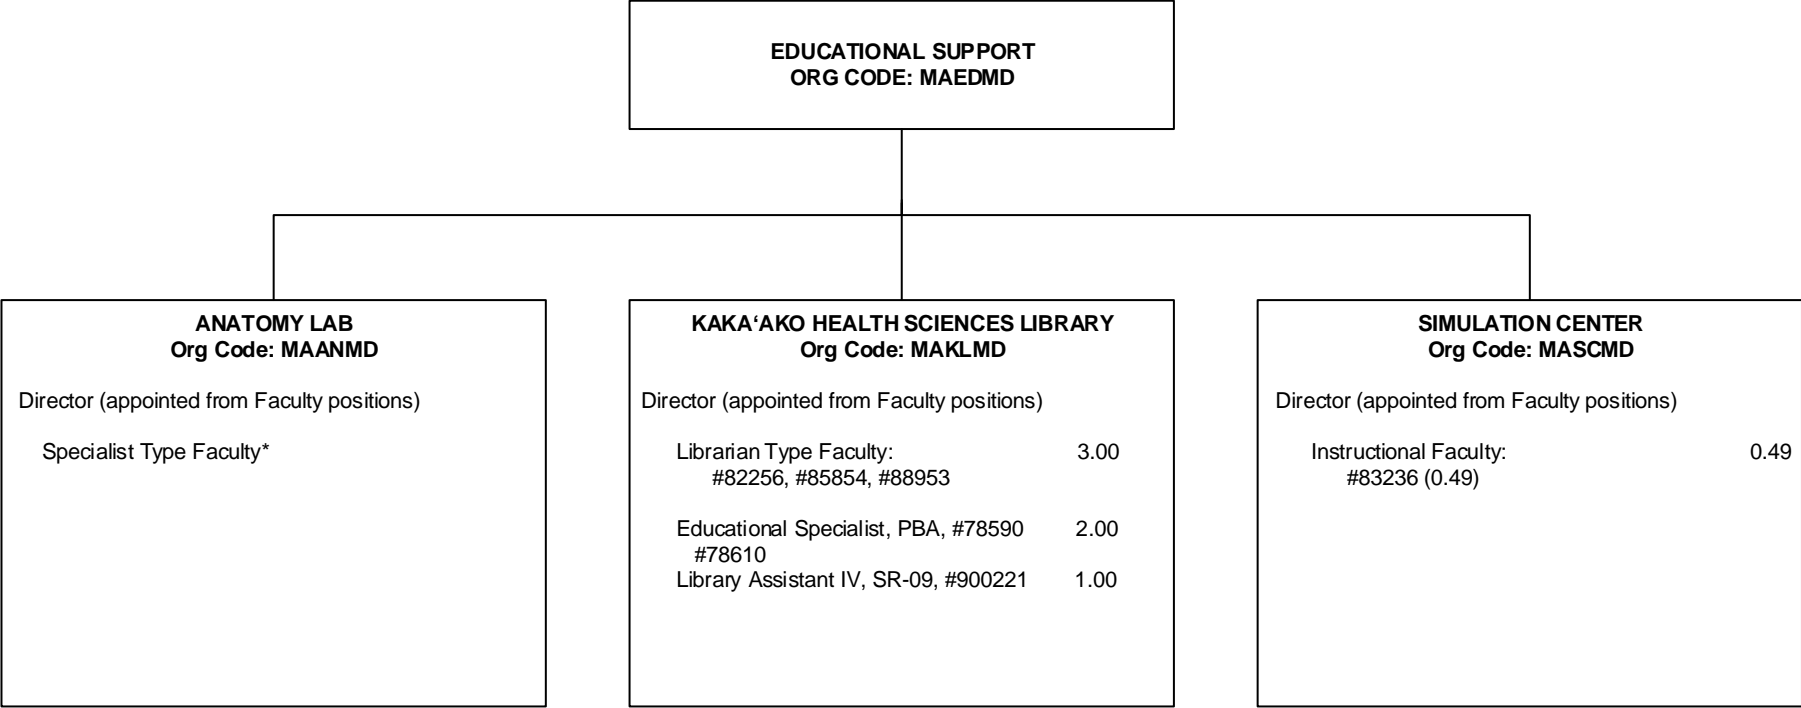 EDUCATIONAL SUPPORT
ORG CODE: MAEDMD
ANATOMY LAB
Org Code: MAANMD
Director (appointed from Faculty positions)
Specialist Type Faculty*
KAKAʻAKO HEALTH SCIENCES LIBRARY
Org Code: MAKLMD
Director (appointed from Faculty positions)
Librarian Type Faculty: 3.00
#82256, #85854, #88953
Educational Specialist, PBA, #78590 2.00
#78610
Library Assistant IV, SR-09, #900221 1.00
SIMULATION CENTER
Org Code: MASCMD
Director (appointed from Faculty positions)
Instructional Faculty: 0.49
#83236 (0.49)